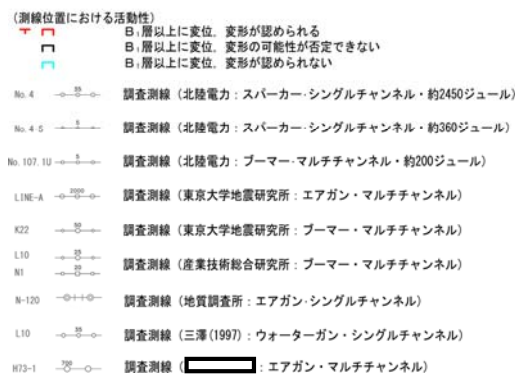 (測線位置における活動性)
B₁層以上に変位，変形が認められる
B₁層以上に変位，変形の可能性が否定できない
B₁層以上に変位，変形が認められない
No. 4 35 調査測線（北陸電力：スパーカー・シングルチャンネル・約2450ジュール）
No. 4-S 5 調査測線（北陸電力：スパーカー・シングルチャンネル・約360ジュール）
No. 107. 1U 5 調査測線（北陸電力：ブーマー・マルチチャンネル・約200ジュール）
LINE-A 2000 調査測線（東京大学地震研究所：エアガン・マルチチャンネル）
K22 50 調査測線（東京大学地震研究所：ブーマー・マルチチャンネル）
L10 25
N1 20 調査測線（産業技術総合研究所：ブーマー・マルチチャンネル）
N-120 調査測線（地質調査所：エアガン・シングルチャンネル）
L10 35 調査測線（三澤(1997)：ウォーターガン・シングルチャンネル）
H73-1 700 調査測線（ ：エアガン・マルチチャンネル）